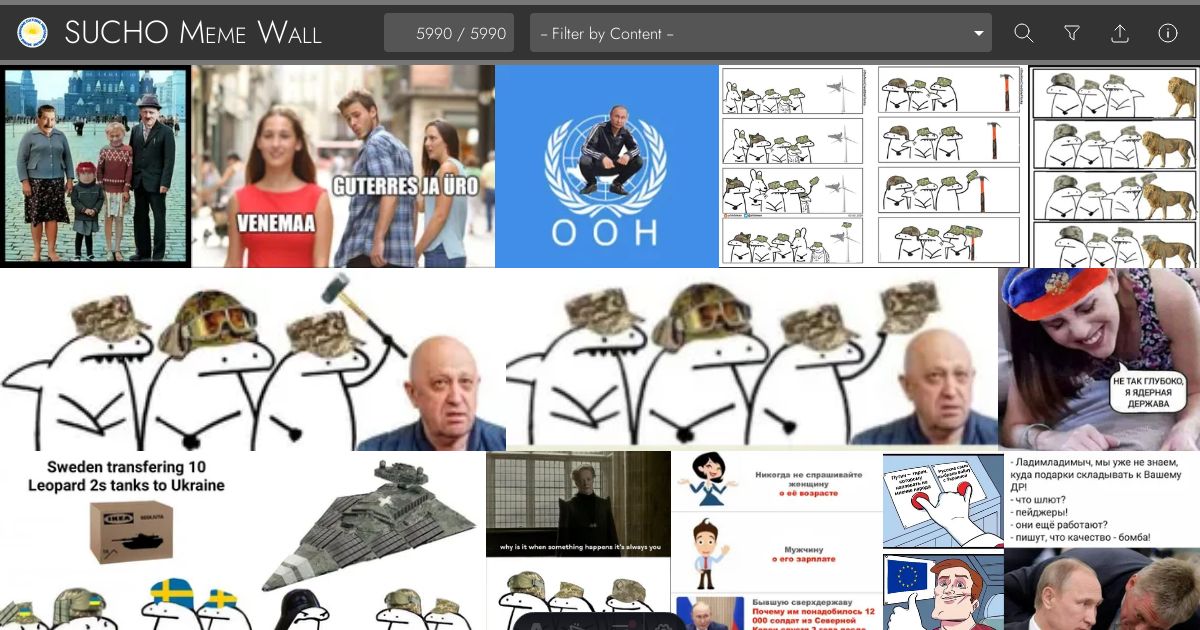 SUCHO Meme Wall
5990 / 5990
– Filter by Content –
VENEMAA
GUTERRES JA ÜRO
OOH
НЕ ТАК ГЛУБОКО,
Я ЯДЕРНАЯ
ДЕРЖАВА
Sweden transfering 10
Leopard 2s tanks to Ukraine
IKEA
why is it when something happens it's always you
Никогда не спрашивайте
женщину
о её возрасте
Мужчину
о его зарплате
Бывшую сверхдержаву
Почему им понадобилось 12
000 солдат из Северной
- Ладимладимыч, мы уже не знаем,
куда подарки складывать к Вашему
ДР!
- что шлют?
- пейджеры!
- они ещё работают?
- пишут, что качество - бомба!